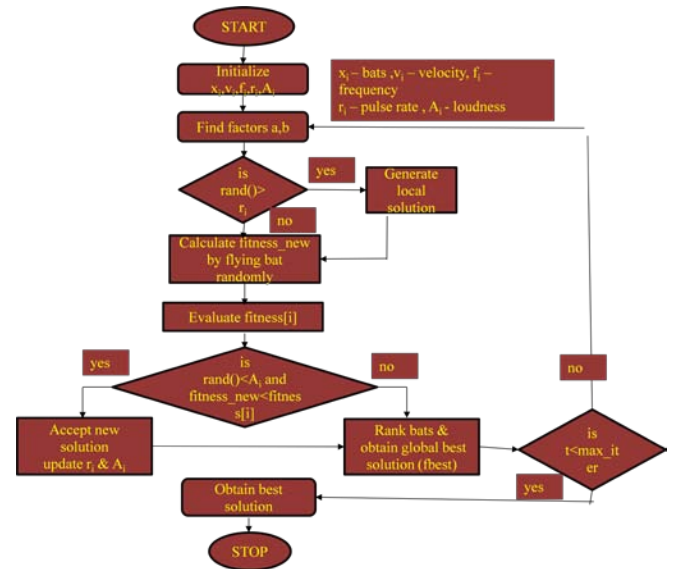 START
Initialize
xᵢ,vᵢ,fᵢ,rᵢ,Aᵢ
xᵢ – bats ,vᵢ – velocity, fᵢ –
frequency
rᵢ – pulse rate , Aᵢ - loudness
Find factors a,b
is
rand()>
rᵢ
yes
Generate
local
solution
no
Calculate fitness_new
by flying bat
randomly
Evaluate fitness[i]
yes
is
rand()<Aᵢ and
fitness_new<fitnes
s[i]
no
no
Accept new
solution
update rᵢ & Aᵢ
Rank bats &
obtain global best
solution (fbest)
is
t<max_it
er
yes
Obtain best
solution
STOP